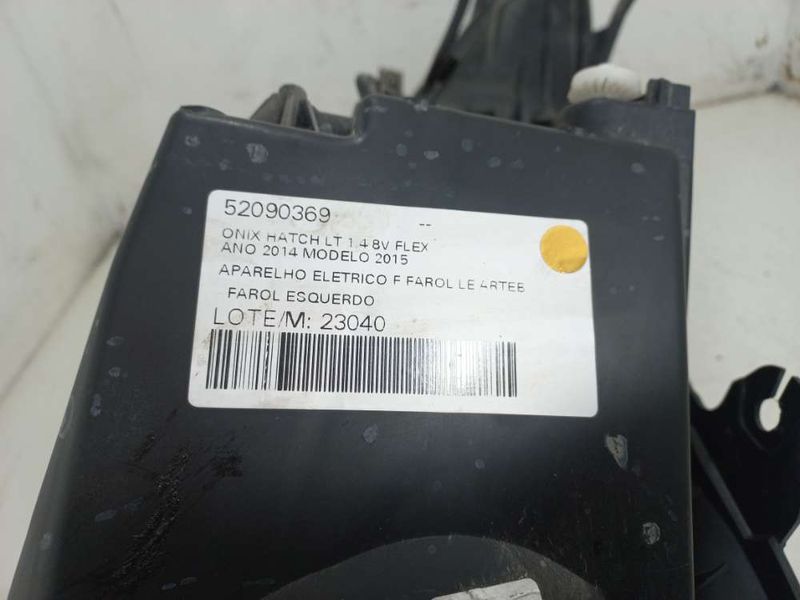 52090369 --
ONIX HATCH LT 1.4 8V FLEX
ANO 2014 MODELO 2015
APARELHO ELETRICO F FAROL LE ARTEB
FAROL ESQUERDO
LOTE/M: 23040